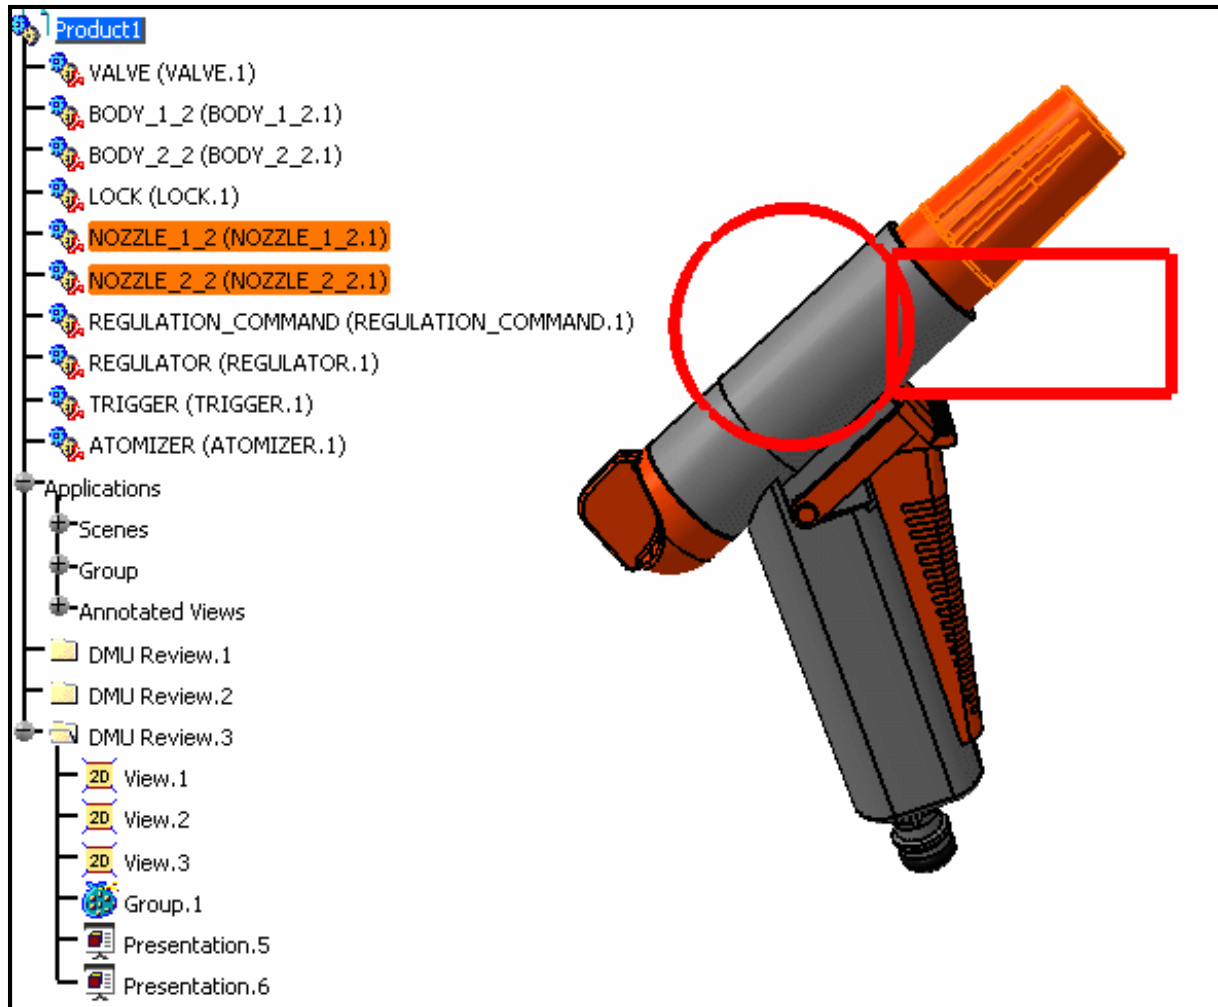 Product1
VALVE (VALVE.1)
BODY_1_2 (BODY_1_2.1)
BODY_2_2 (BODY_2_2.1)
LOCK (LOCK.1)
NOZZLE_1_2 (NOZZLE_1_2.1)
NOZZLE_2_2 (NOZZLE_2_2.1)
REGULATION_COMMAND (REGULATION_COMMAND.1)
REGULATOR (REGULATOR.1)
TRIGGER (TRIGGER.1)
ATOMIZER (ATOMIZER.1)
Applications
Scenes
Group
Annotated Views
DMU Review.1
DMU Review.2
DMU Review.3
2D View.1
2D View.2
2D View.3
Group.1
Presentation.5
Presentation.6